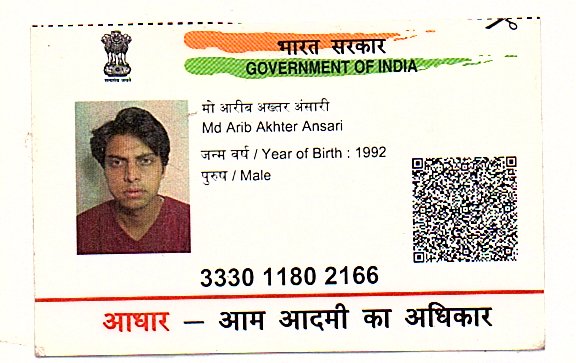 भारत सरकार
GOVERNMENT OF INDIA
मो आरीब अख्तर अंसारी
Md Arib Akhter Ansari
जन्म वर्ष / Year of Birth : 1992
पुरुष / Male
3330 1180 2166
आधार – आम आदमी का अधिकार